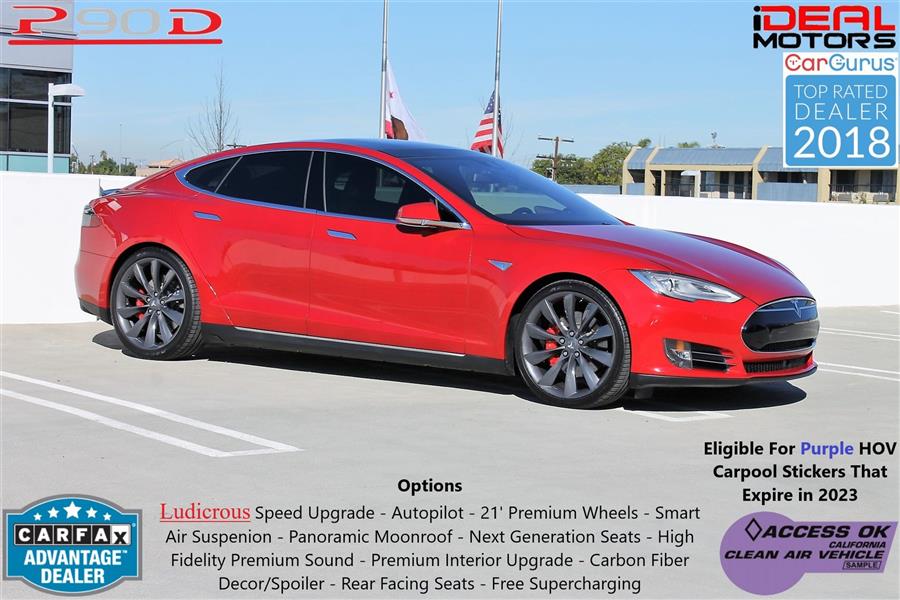 P90D
iDEAL
MOTORS
CarGurus
TOP RATED
DEALER
2018
Eligible For Purple HOV
Carpool Stickers That
Expire in 2023
Options
Ludicrous Speed Upgrade - Autopilot - 21' Premium Wheels - Smart
Air Suspenion - Panoramic Moonroof - Next Generation Seats - High
Fidelity Premium Sound - Premium Interior Upgrade - Carbon Fiber
Decor/Spoiler - Rear Facing Seats - Free Supercharging
CARFAX
ADVANTAGE
DEALER
ACCESS OK
CALIFORNIA
CLEAN AIR VEHICLE
SAMPLE